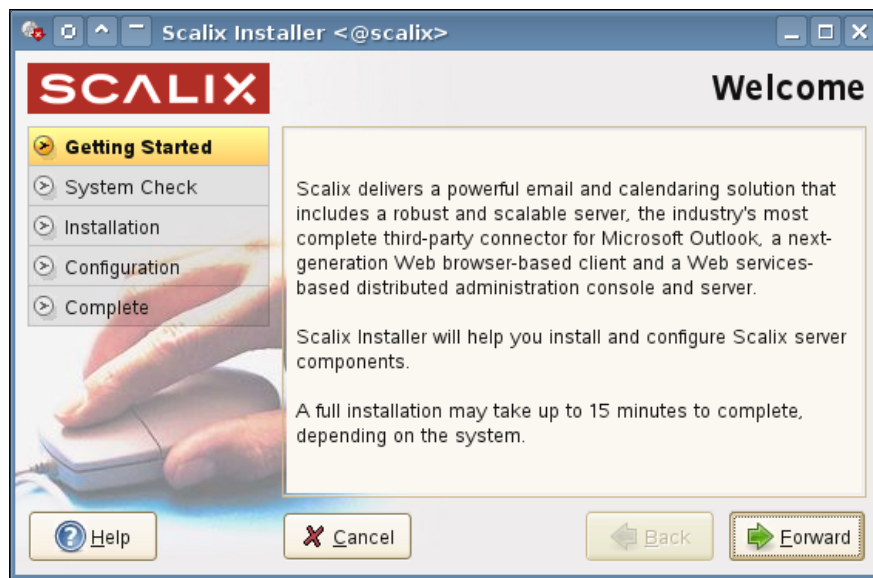 Scalix Installer <@scalix>
SCALIX
Welcome
Getting Started
System Check
Installation
Configuration
Complete
Scalix delivers a powerful email and calendaring solution that
includes a robust and scalable server, the industry's most
complete third-party connector for Microsoft Outlook, a next-
generation Web browser-based client and a Web services-
based distributed administration console and server.
Scalix Installer will help you install and configure Scalix server
components.
A full installation may take up to 15 minutes to complete,
depending on the system.
Help
Cancel
Back
Forward